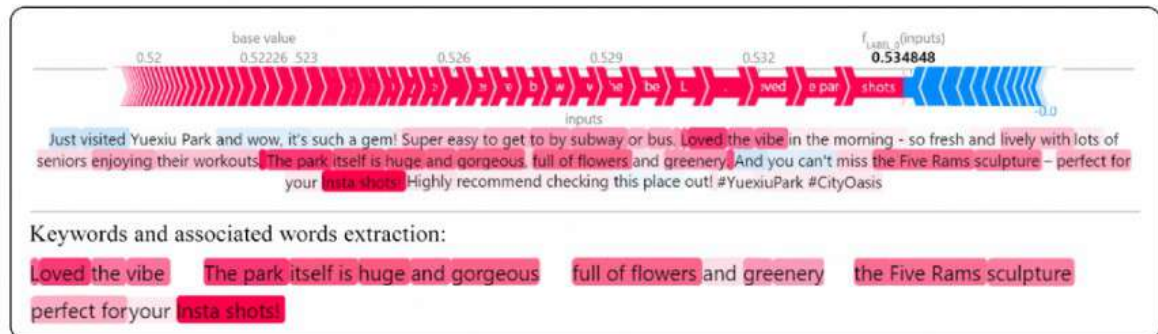 base value
f_LABEL_0(inputs)
0.52 0.52226 .523 0.526 0.529 0.532 0.534848
b w v he be L . oved e par shots
-0.0
inputs
Just visited Yuexiu Park and wow, it's such a gem! Super easy to get to by subway or bus. Loved the vibe in the morning - so fresh and lively with lots of
seniors enjoying their workouts. The park itself is huge and gorgeous, full of flowers and greenery. And you can't miss the Five Rams sculpture – perfect for
your Insta shots! Highly recommend checking this place out! #YuexiuPark #CityOasis
Keywords and associated words extraction:
Loved the vibe The park itself is huge and gorgeous full of flowers and greenery the Five Rams sculpture
perfect for your Insta shots!